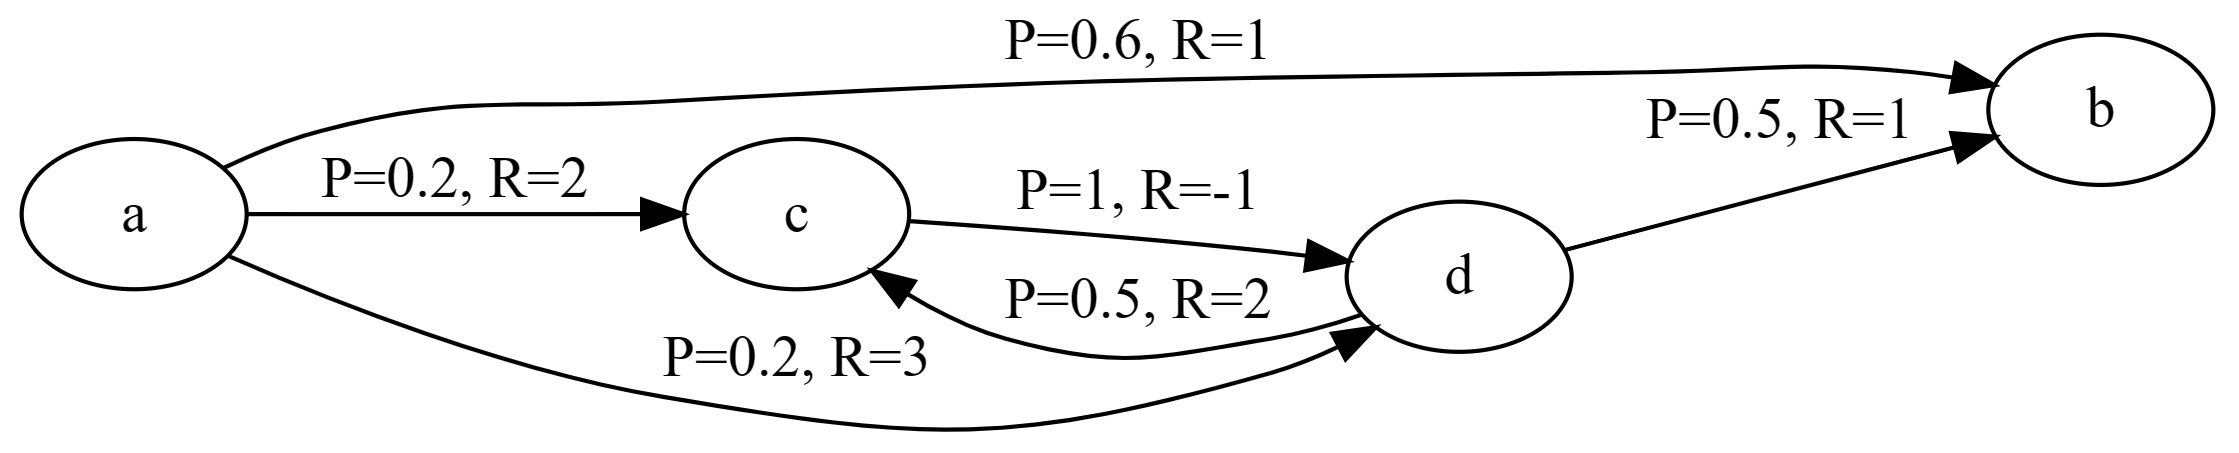 P=0.6, R=1
b
P=0.5, R=1
P=0.2, R=2
P=1, R=-1
a
c
d
P=0.5, R=2
P=0.2, R=3